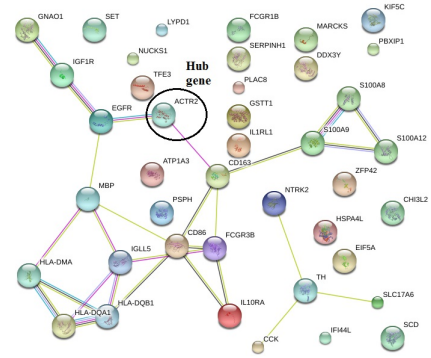 GNAO1
SET
LYPD1
FCGR1B
MARCKS
KIF5C
PBXIP1
NUCKS1
SERPINH1
DDX3Y
IGF1R
TFE3
Hub
gene
PLAC8
S100A8
EGFR
ACTR2
GSTT1
IL1RL1
S100A9
S100A12
ATP1A3
CD163
ZFP42
MBP
NTRK2
PSPH
CHI3L2
HSPA4L
IGLL5
CD86
FCGR3B
EIF5A
HLA-DMA
TH
HLA-DQB1
SLC17A6
HLA-DQA1
IL10RA
CCK
IFI44L
SCD